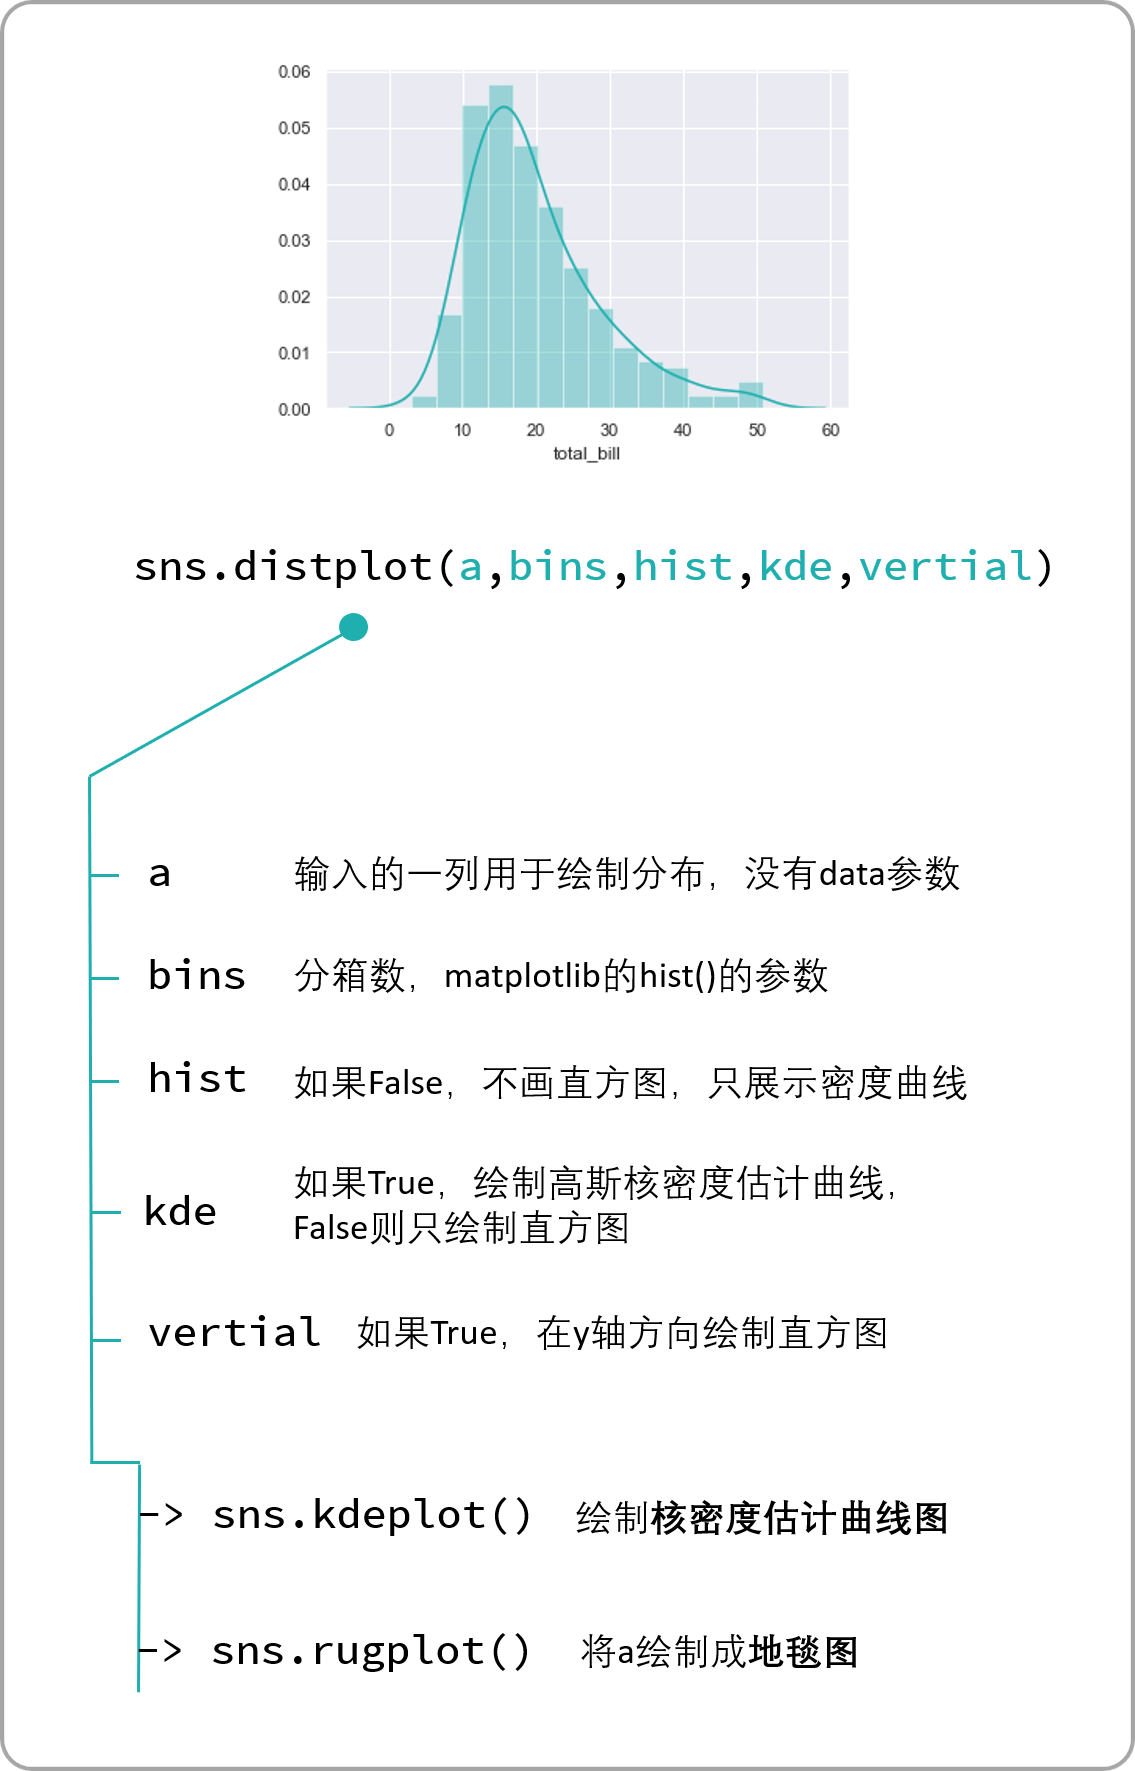 0.06
0.05
0.04
0.03
0.02
0.01
0.00
0 10 20 30 40 50 60
total_bill
sns.distplot(a,bins,hist,kde,vertial)
a 输入的一列用于绘制分布，没有data参数
bins 分箱数，matplotlib的hist()的参数
hist 如果False，不画直方图，只展示密度曲线
kde 如果True，绘制高斯核密度估计曲线，
False则只绘制直方图
vertial 如果True，在y轴方向绘制直方图
-> sns.kdeplot() 绘制核密度估计曲线图
-> sns.rugplot() 将a绘制成地毯图